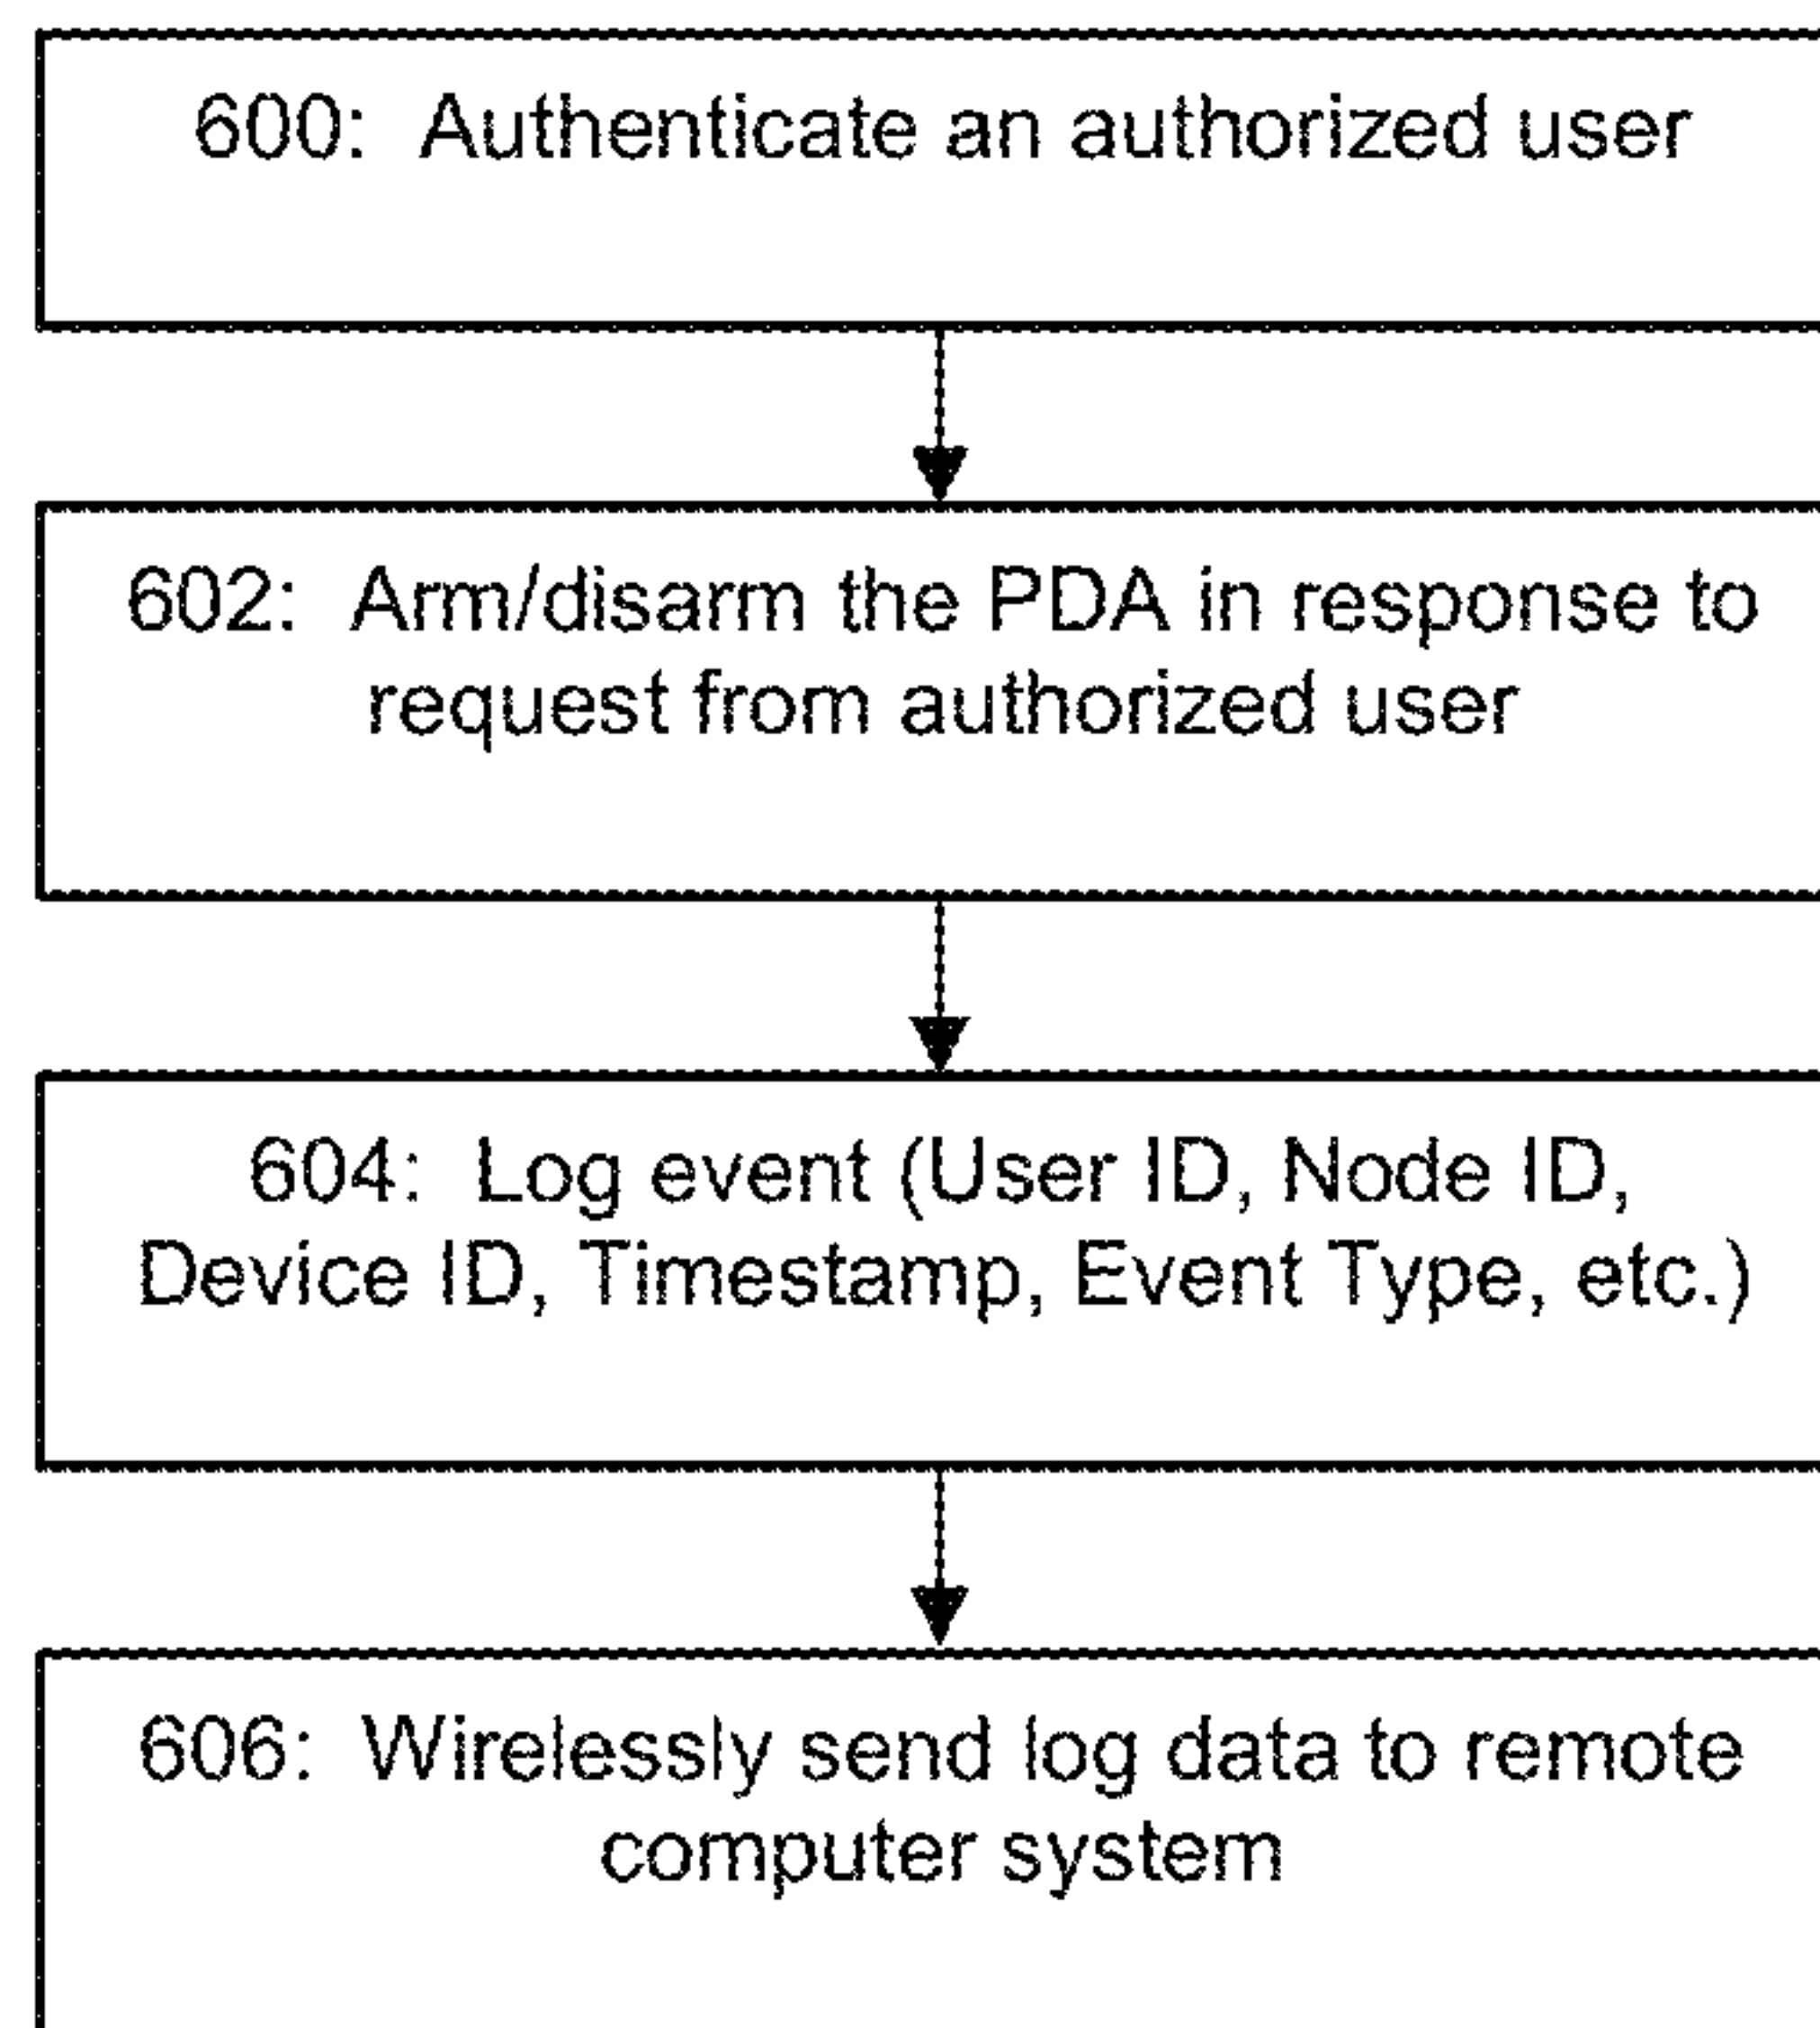 600: Authenticate an authorized user
602: Arm/disarm the PDA in response to
request from authorized user
604: Log event (User ID, Node ID,
Device ID, Timestamp, Event Type, etc.)
606: Wirelessly send log data to remote
computer system